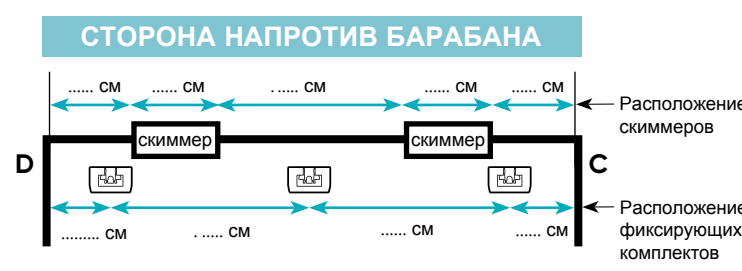 СТОРОНА НАПРОТИВ БАРАБАНА
...... см ...... см . ..... см ...... см ...... см
Расположение
скиммеров
скиммер скиммер
D C
Расположение
фиксирующих
комплектов
......... см . ..... см ...... см ...... см